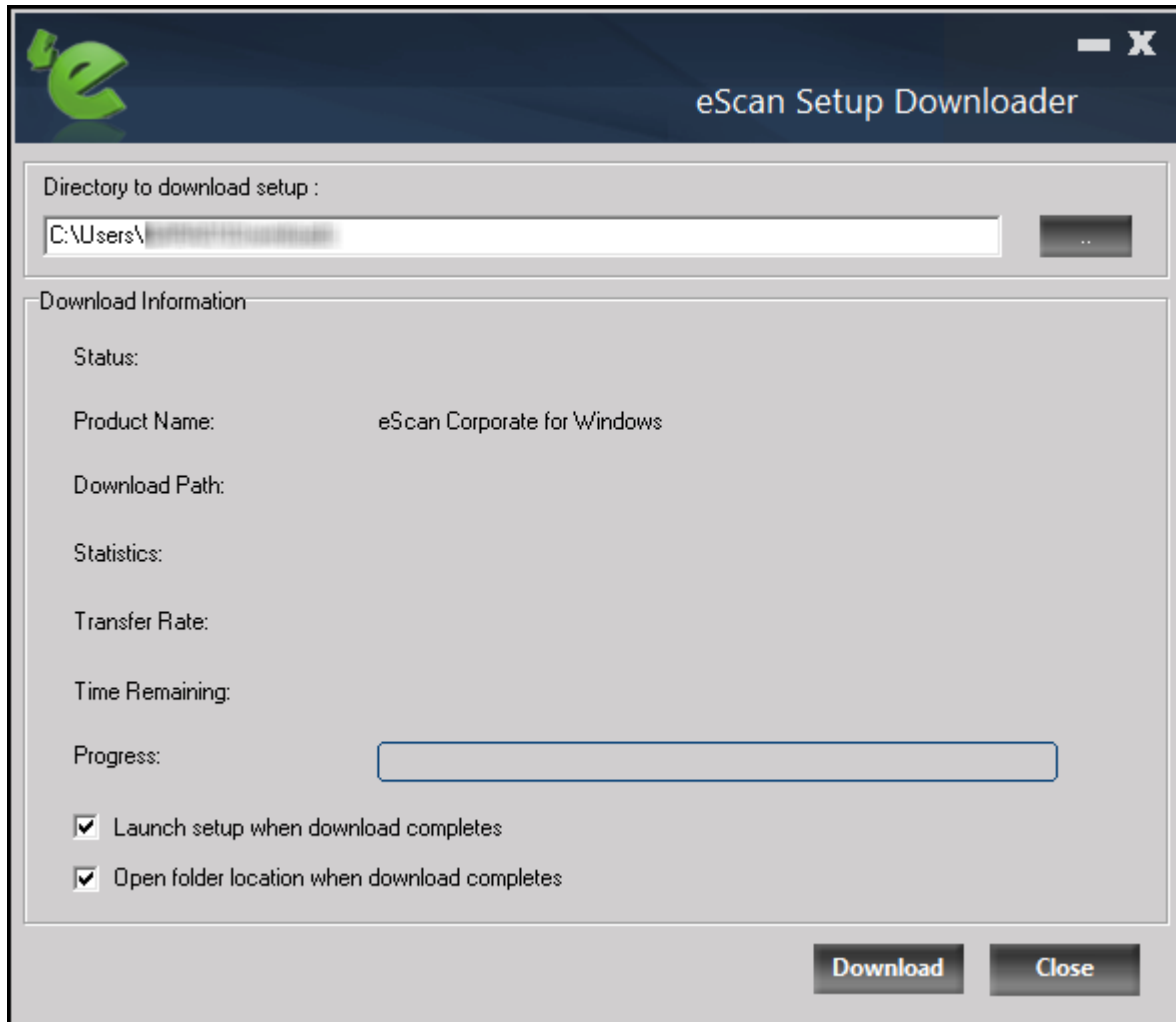 eScan Setup Downloader
Directory to download setup :
C:\Users\
..
Download Information
Status:
Product Name: eScan Corporate for Windows
Download Path:
Statistics:
Transfer Rate:
Time Remaining:
Progress:
Launch setup when download completes
Open folder location when download completes
Download Close